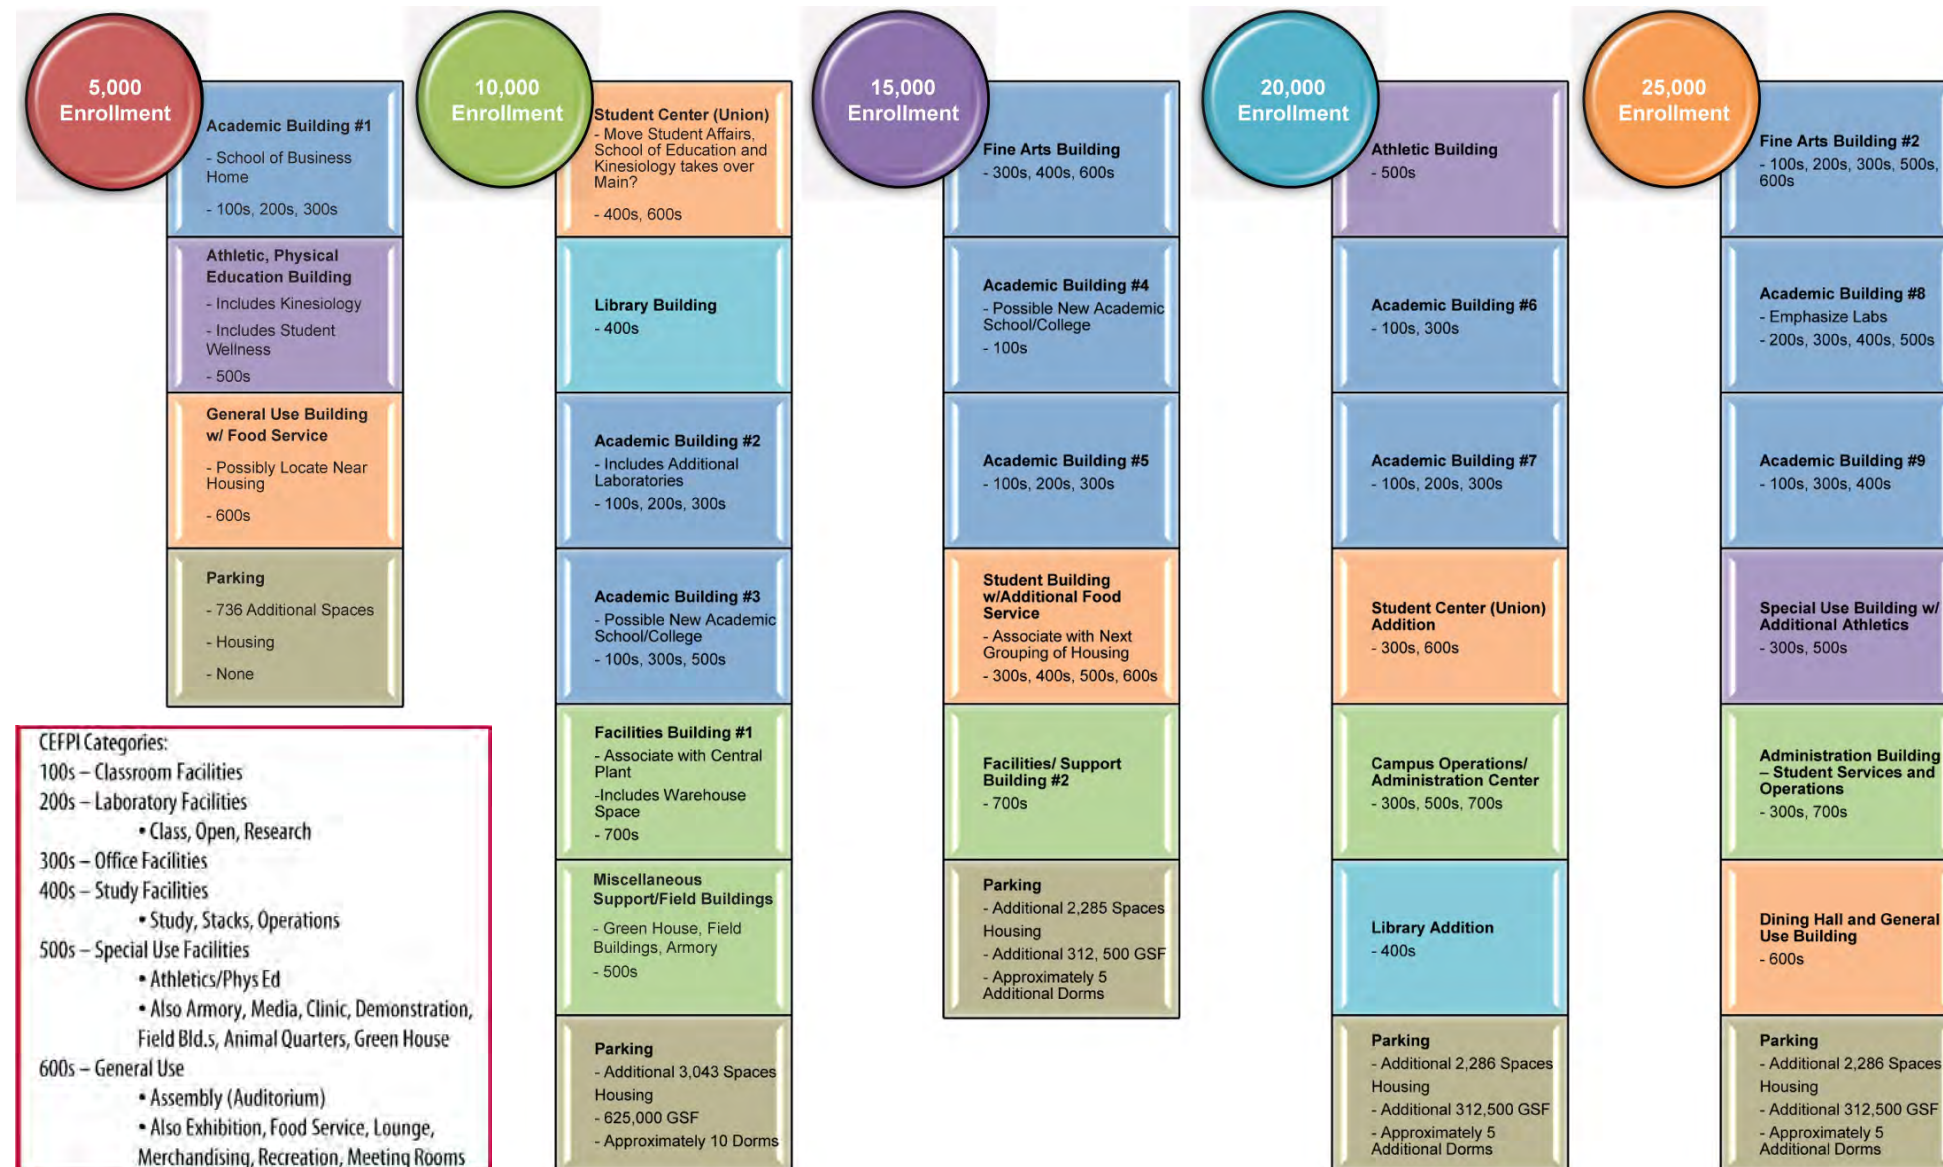 5,000
Enrollment
Academic Building #1
- School of Business
Home
- 100s, 200s, 300s
Athletic, Physical
Education Building
- Includes Kinesiology
- Includes Student
Wellness
- 500s
General Use Building
w/ Food Service
- Possibly Locate Near
Housing
- 600s
Parking
- 736 Additional Spaces
- Housing
- None
10,000
Enrollment
Student Center (Union)
- Move Student Affairs,
School of Education and
Kinesiology takes over
Main?
- 400s, 600s
Library Building
- 400s
Academic Building #2
- Includes Additional
Laboratories
- 100s, 200s, 300s
Academic Building #3
- Possible New Academic
School/College
- 100s, 300s, 500s
Facilities Building #1
- Associate with Central
Plant
-Includes Warehouse
Space
- 700s
Miscellaneous
Support/Field Buildings
- Green House, Field
Buildings, Armory
- 500s
Parking
- Additional 3,043 Spaces
Housing
- 625,000 GSF
- Approximately 10 Dorms
15,000
Enrollment
Fine Arts Building
- 300s, 400s, 600s
Academic Building #4
- Possible New Academic
School/College
- 100s
Academic Building #5
- 100s, 200s, 300s
Student Building
w/Additional Food
Service
- Associate with Next
Grouping of Housing
- 300s, 400s, 500s, 600s
Facilities/ Support
Building #2
- 700s
Parking
- Additional 2,285 Spaces
Housing
- Additional 312, 500 GSF
- Approximately 5
Additional Dorms
20,000
Enrollment
Athletic Building
- 500s
Academic Building #6
- 100s, 300s
Academic Building #7
- 100s, 200s, 300s
Student Center (Union)
Addition
- 300s, 600s
Campus Operations/
Administration Center
- 300s, 500s, 700s
Library Addition
- 400s
Parking
- Additional 2,286 Spaces
Housing
- Additional 312,500 GSF
- Approximately 5
Additional Dorms
25,000
Enrollment
Fine Arts Building #2
- 100s, 200s, 300s, 500s,
600s
Academic Building #8
- Emphasize Labs
- 200s, 300s, 400s, 500s
Academic Building #9
- 100s, 300s, 400s
Special Use Building w/
Additional Athletics
- 300s, 500s
Administration Building
– Student Services and
Operations
- 300s, 700s
Dining Hall and General
Use Building
- 600s
Parking
- Additional 2,286 Spaces
Housing
- Additional 312,500 GSF
- Approximately 5
Additional Dorms
CEFPI Categories:
100s – Classroom Facilities
200s – Laboratory Facilities
• Class, Open, Research
300s – Office Facilities
400s – Study Facilities
• Study, Stacks, Operations
500s – Special Use Facilities
• Athletics/Phys Ed
• Also Armory, Media, Clinic, Demonstration,
Field Bld.s, Animal Quarters, Green House
600s – General Use
• Assembly (Auditorium)
• Also Exhibition, Food Service, Lounge,
Merchandising, Recreation, Meeting Rooms